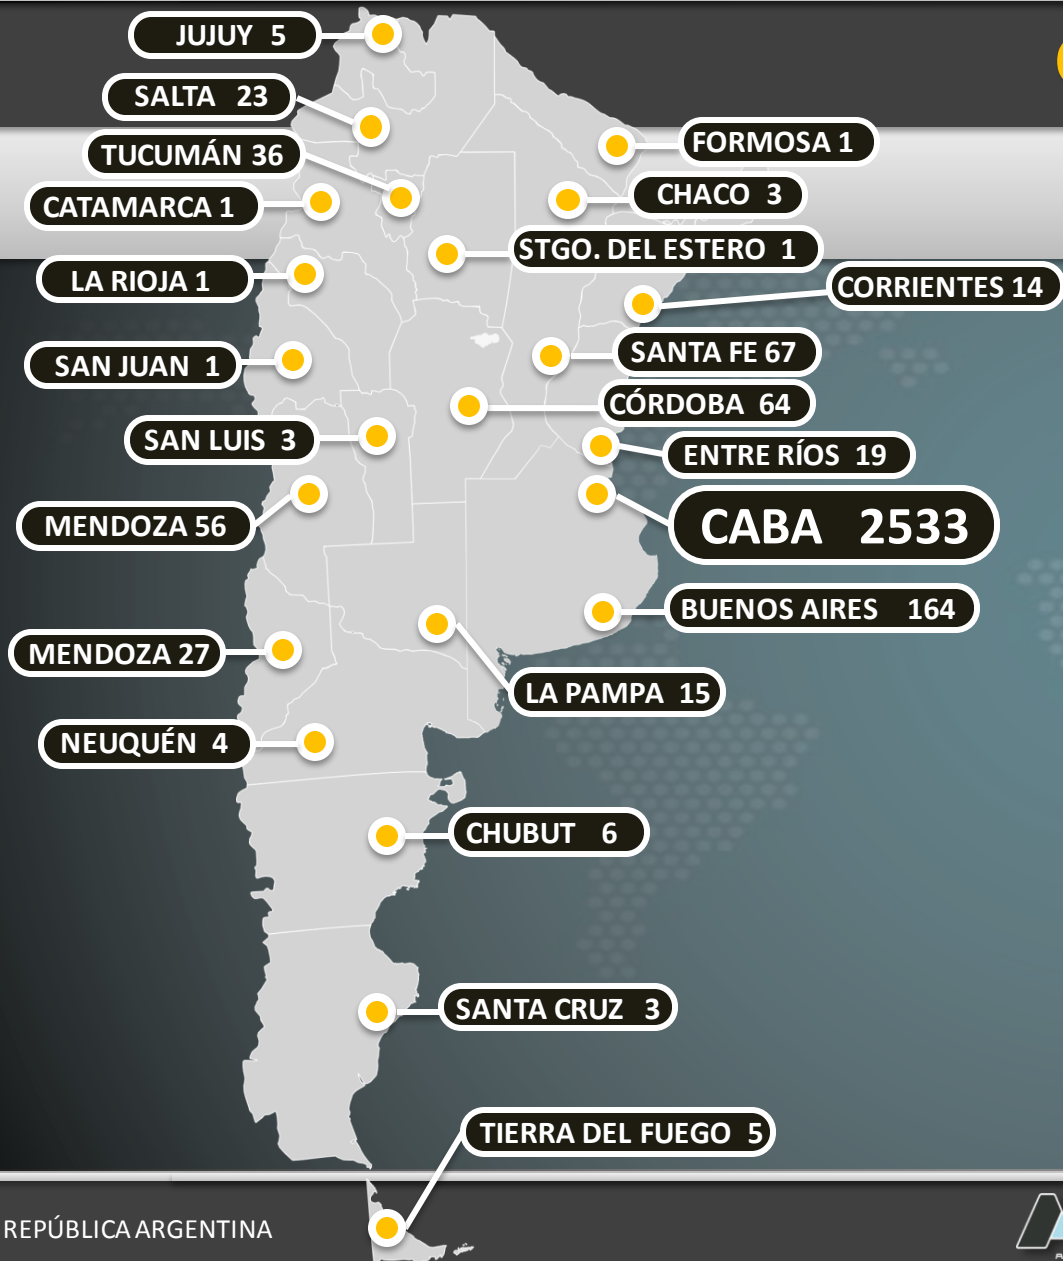 JUJUY 5
SALTA 23
TUCUMÁN 36
CATAMARCA 1
LA RIOJA 1
SAN JUAN 1
SAN LUIS 3
MENDOZA 56
MENDOZA 27
NEUQUÉN 4
FORMOSA 1
CHACO 3
STGO. DEL ESTERO 1
CORRIENTES 14
SANTA FE 67
CÓRDOBA 64
ENTRE RÍOS 19
CABA 2533
BUENOS AIRES 164
LA PAMPA 15
CHUBUT 6
SANTA CRUZ 3
TIERRA DEL FUEGO 5
REPÚBLICA ARGENTINA